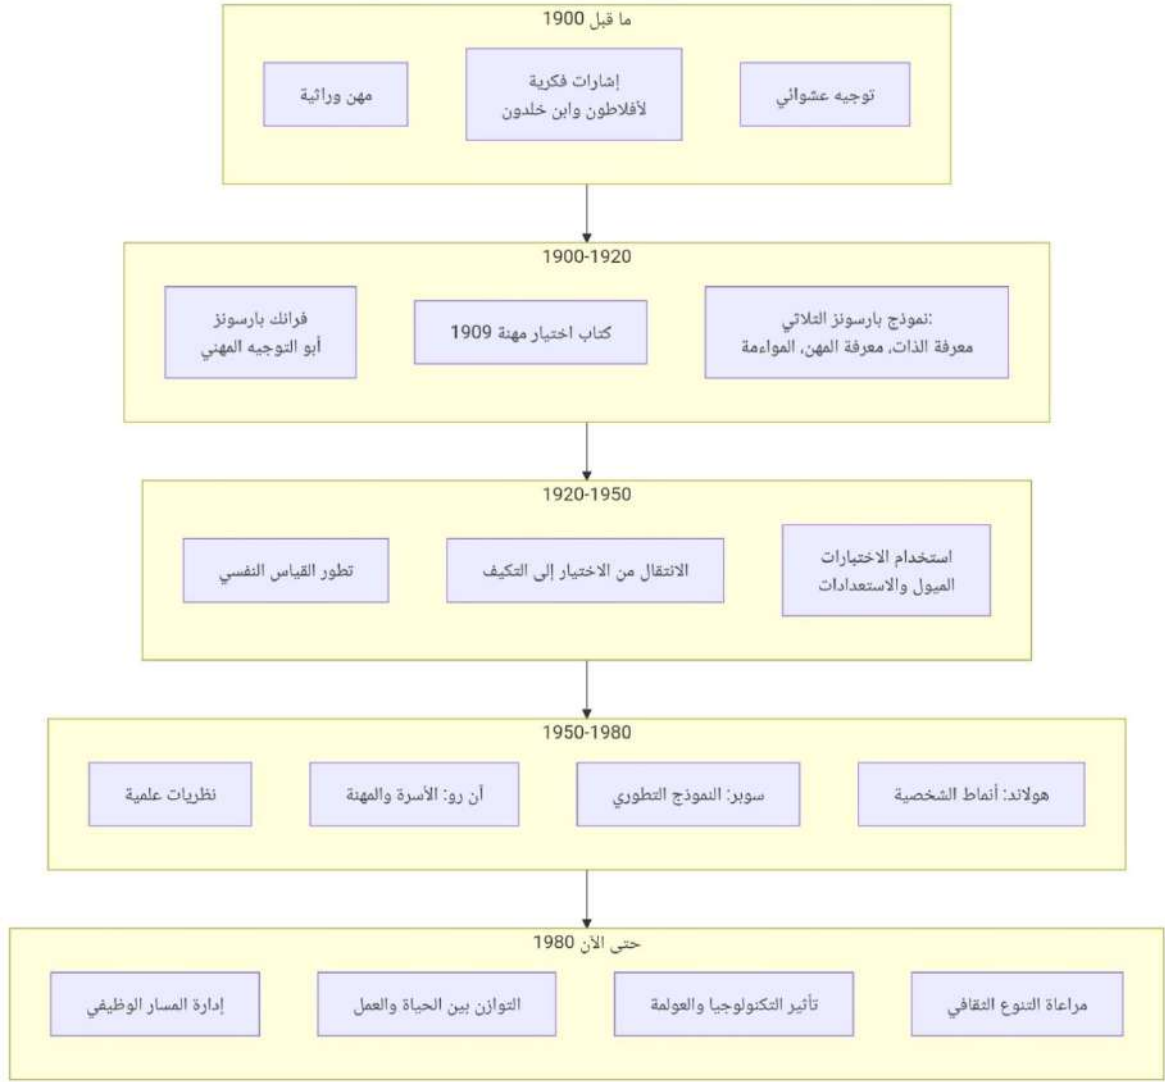 ما قبل 1900
توجيه عشوائي
إشارات فكرية
لأفلاطون وابن خلدون
مهن وراثية
1900-1920
نموذج بارسونز الثلاثي:
معرفة الذات، معرفة المهن، المواءمة
كتاب اختيار مهنة 1909
فرانك بارسونز
أبو التوجيه المهني
1920-1950
استخدام الاختبارات
الميول والاستعدادات
الانتقال من الاختيار إلى التكيف
تطور القياس النفسي
1950-1980
هولاند: أنماط الشخصية
سوبر: النموذج التطوري
آن رو: الأسرة والمهنة
نظريات علمية
حتى الآن 1980
مراعاة التنوع الثقافي
تأثير التكنولوجيا والعولمة
التوازن بين الحياة والعمل
إدارة المسار الوظيفي